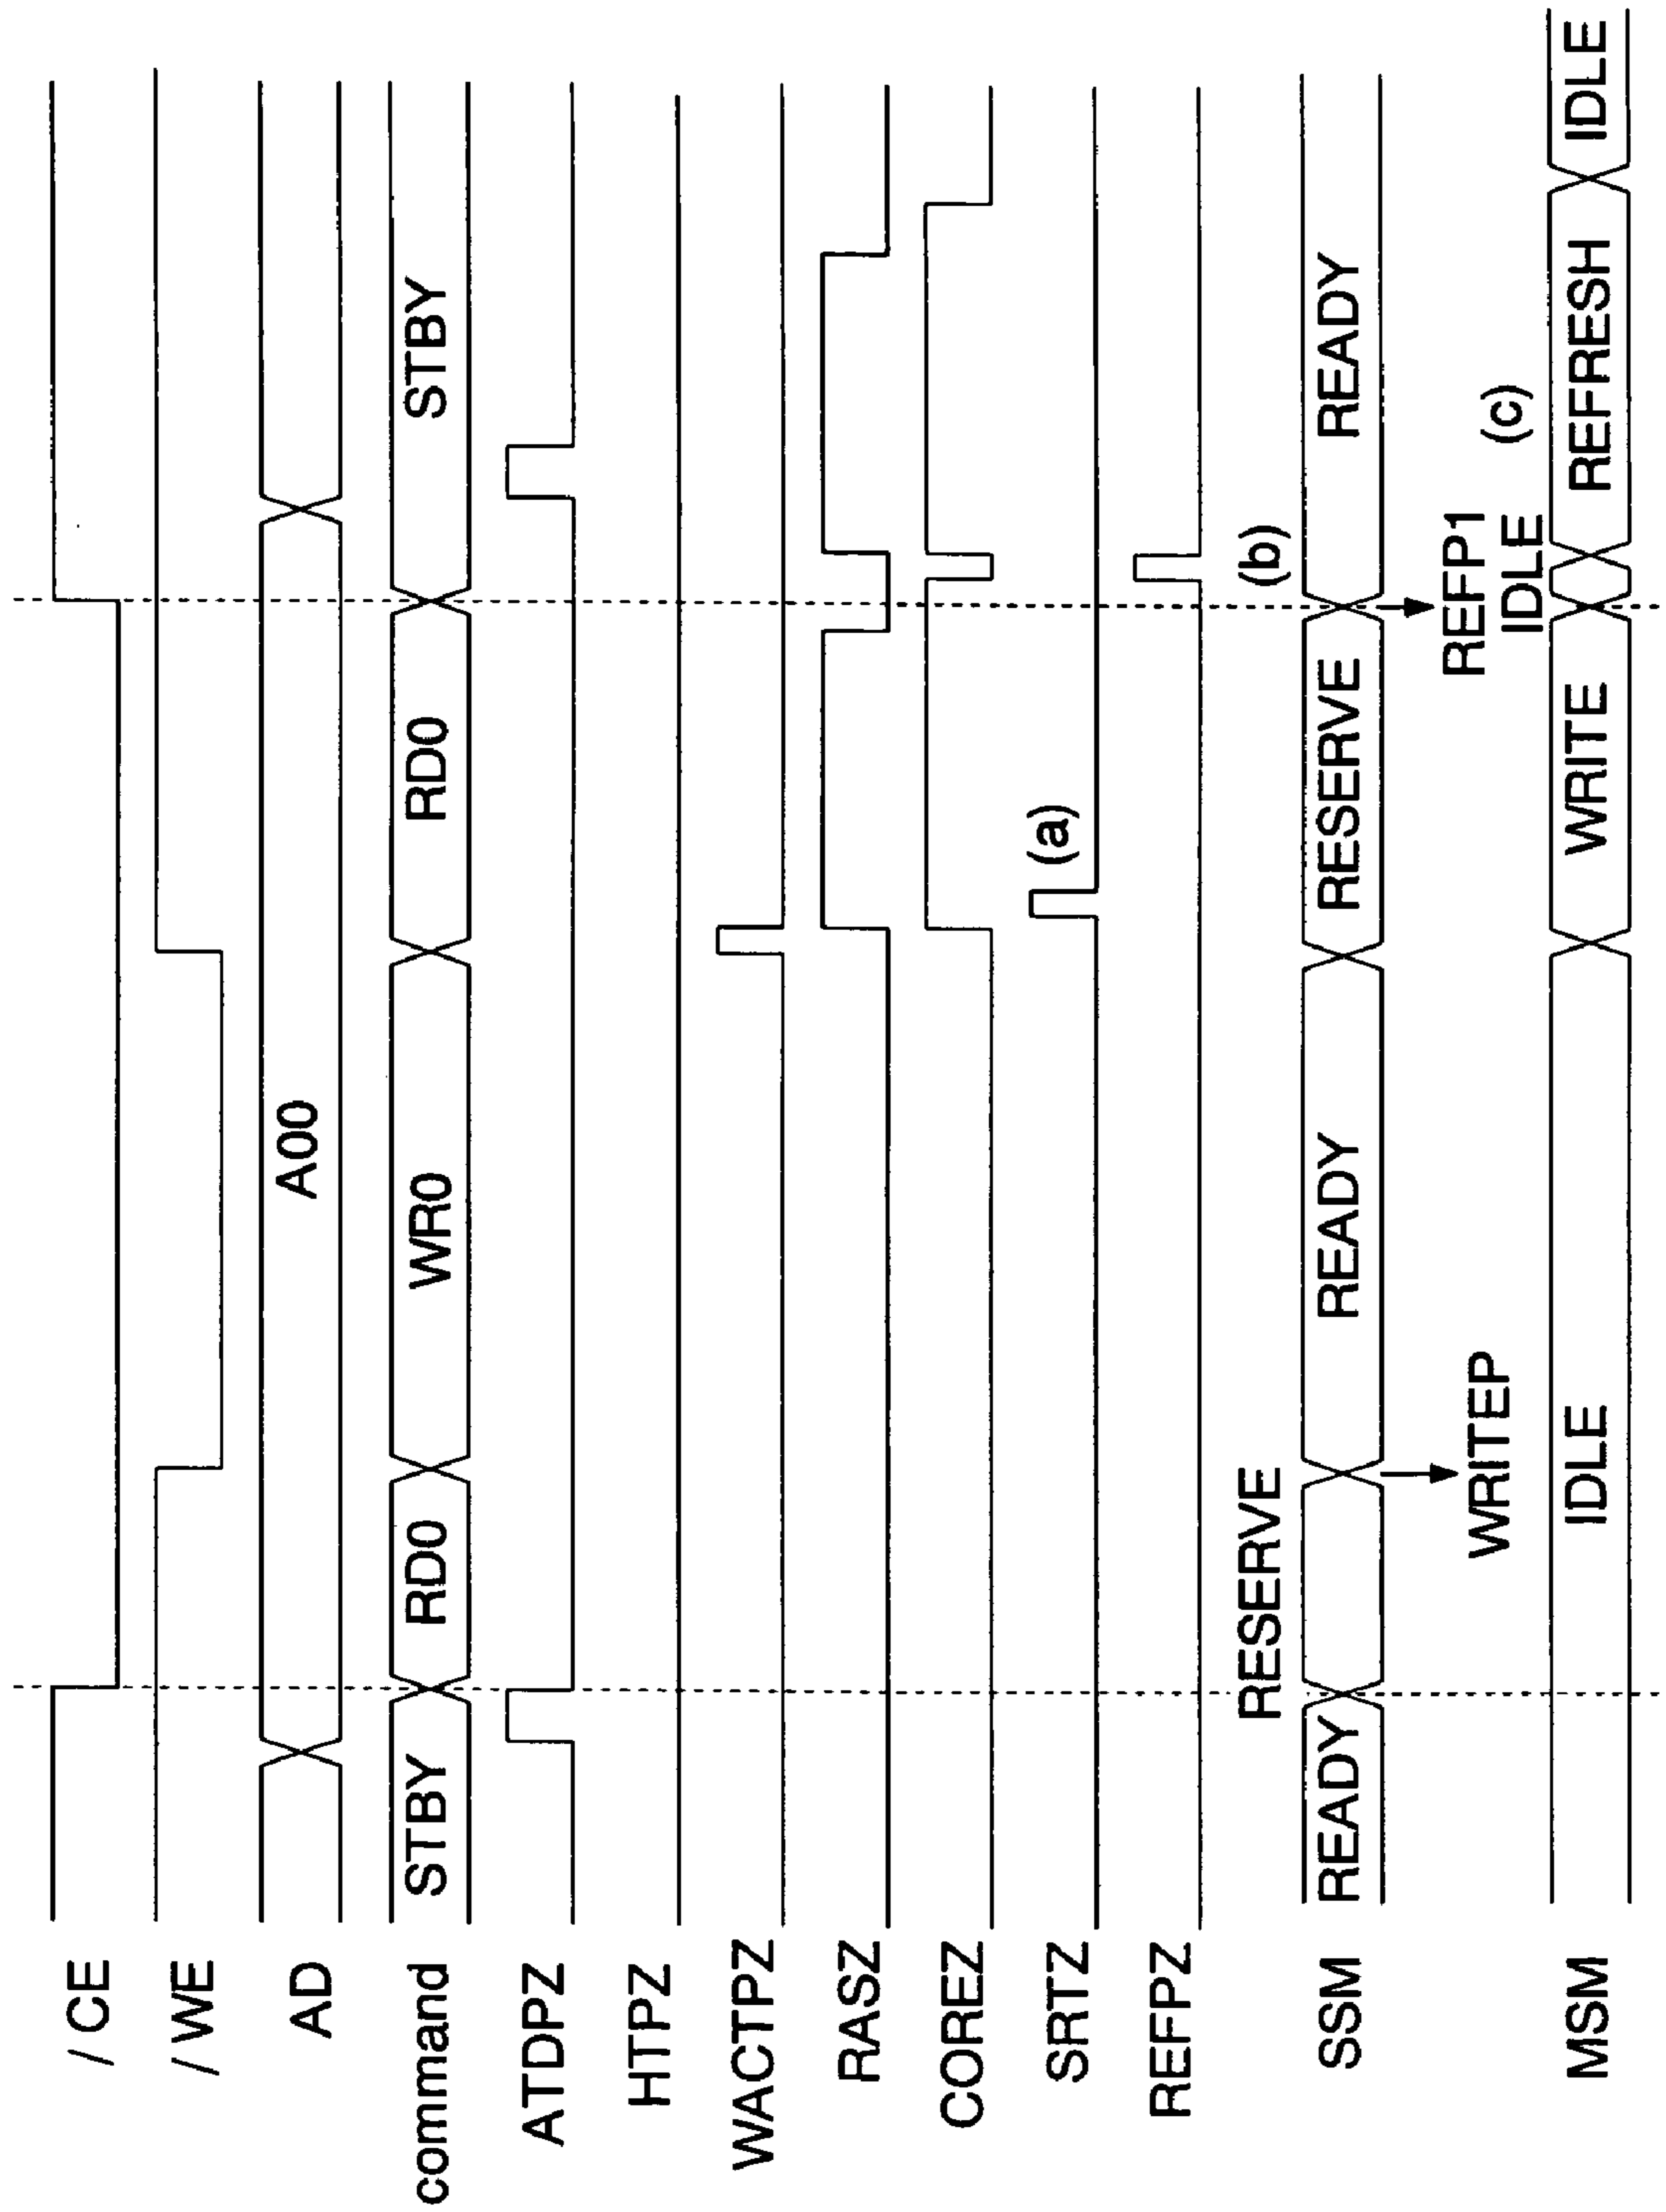 / CE
/ WE
AD
A00
command
STBY
RD0
WR0
RD0
STBY
ATDPZ
HTPZ
WACTPZ
RASZ
COREZ
SRTZ
(a)
REFPZ
RESERVE
(b)
SSM
READY
READY
RESERVE
READY
WRITEP
REFP1
IDLE
(c)
MSM
IDLE
WRITE
REFRESH
IDLE